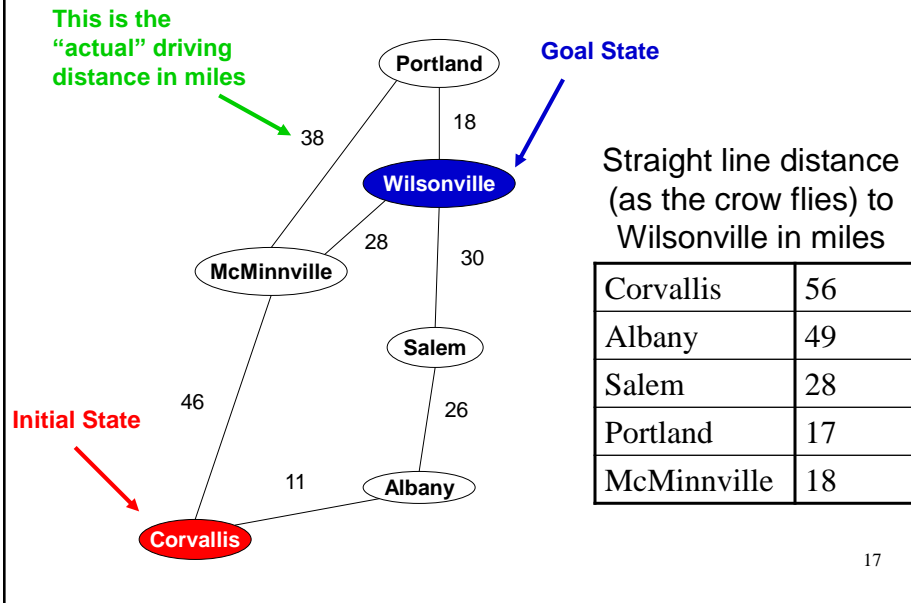 This is the
“actual” driving
distance in miles
Goal State
Portland
18
38
Wilsonville
28
30
McMinnville
Salem
46
26
Initial State
11
Albany
Corvallis
Straight line distance
(as the crow flies) to
Wilsonville in miles
Corvallis 56
Albany 49
Salem 28
Portland 17
McMinnville 18
17